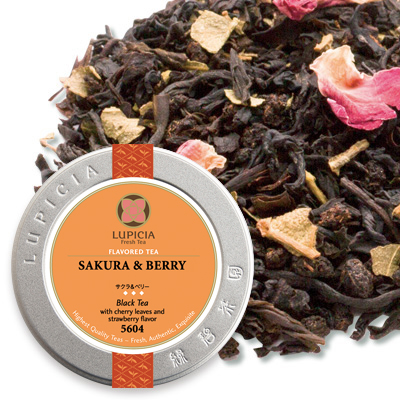 LUPICIA
LUPICIA
Fresh Tea
FLAVORED TEA
SAKURA & BERRY
サクラ&ベリー
Black Tea
with cherry leaves and
strawberry flavor
5604
Highest Quality Teas – Fresh, Authentic, Exquisite